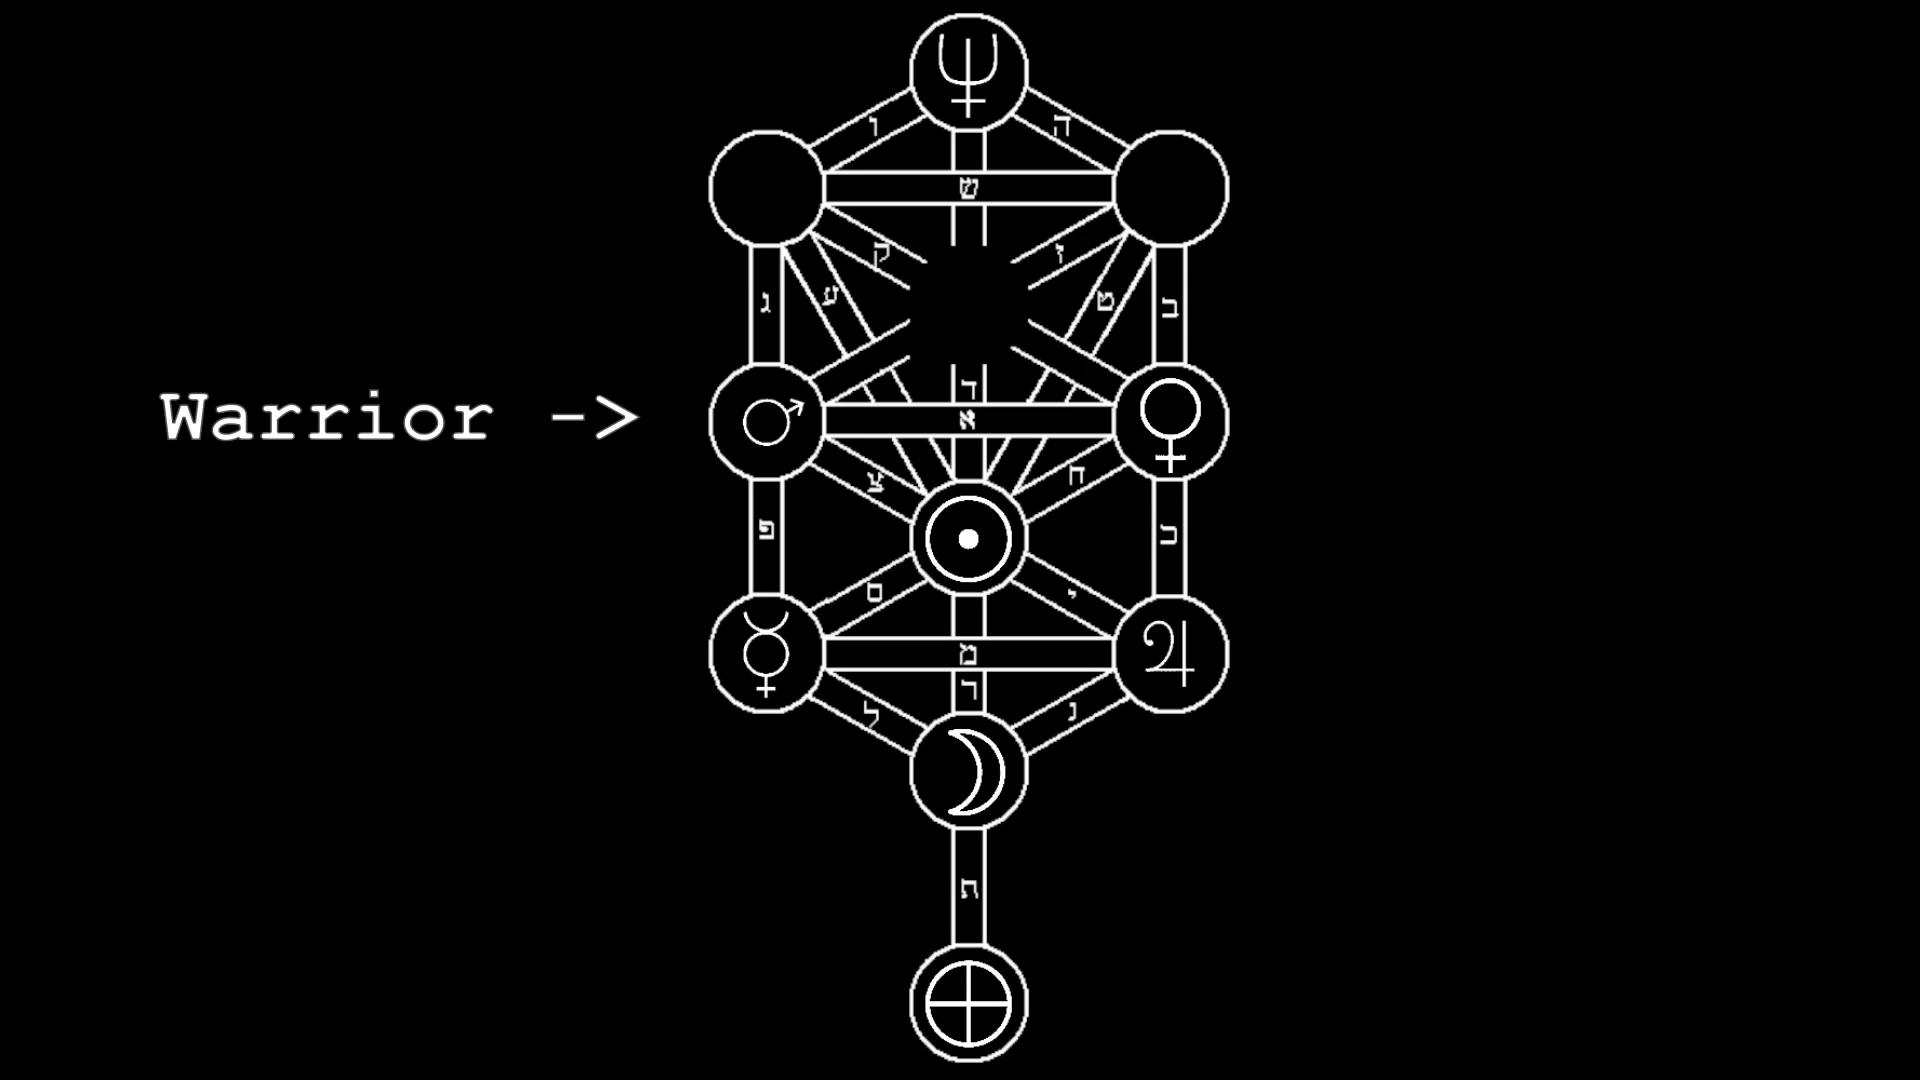 ו ה
ש
ק ז
ג ע ט ב
ד
Warrior -> א
צ ח
פ כ
ס י
מ
ר
ל נ
ת